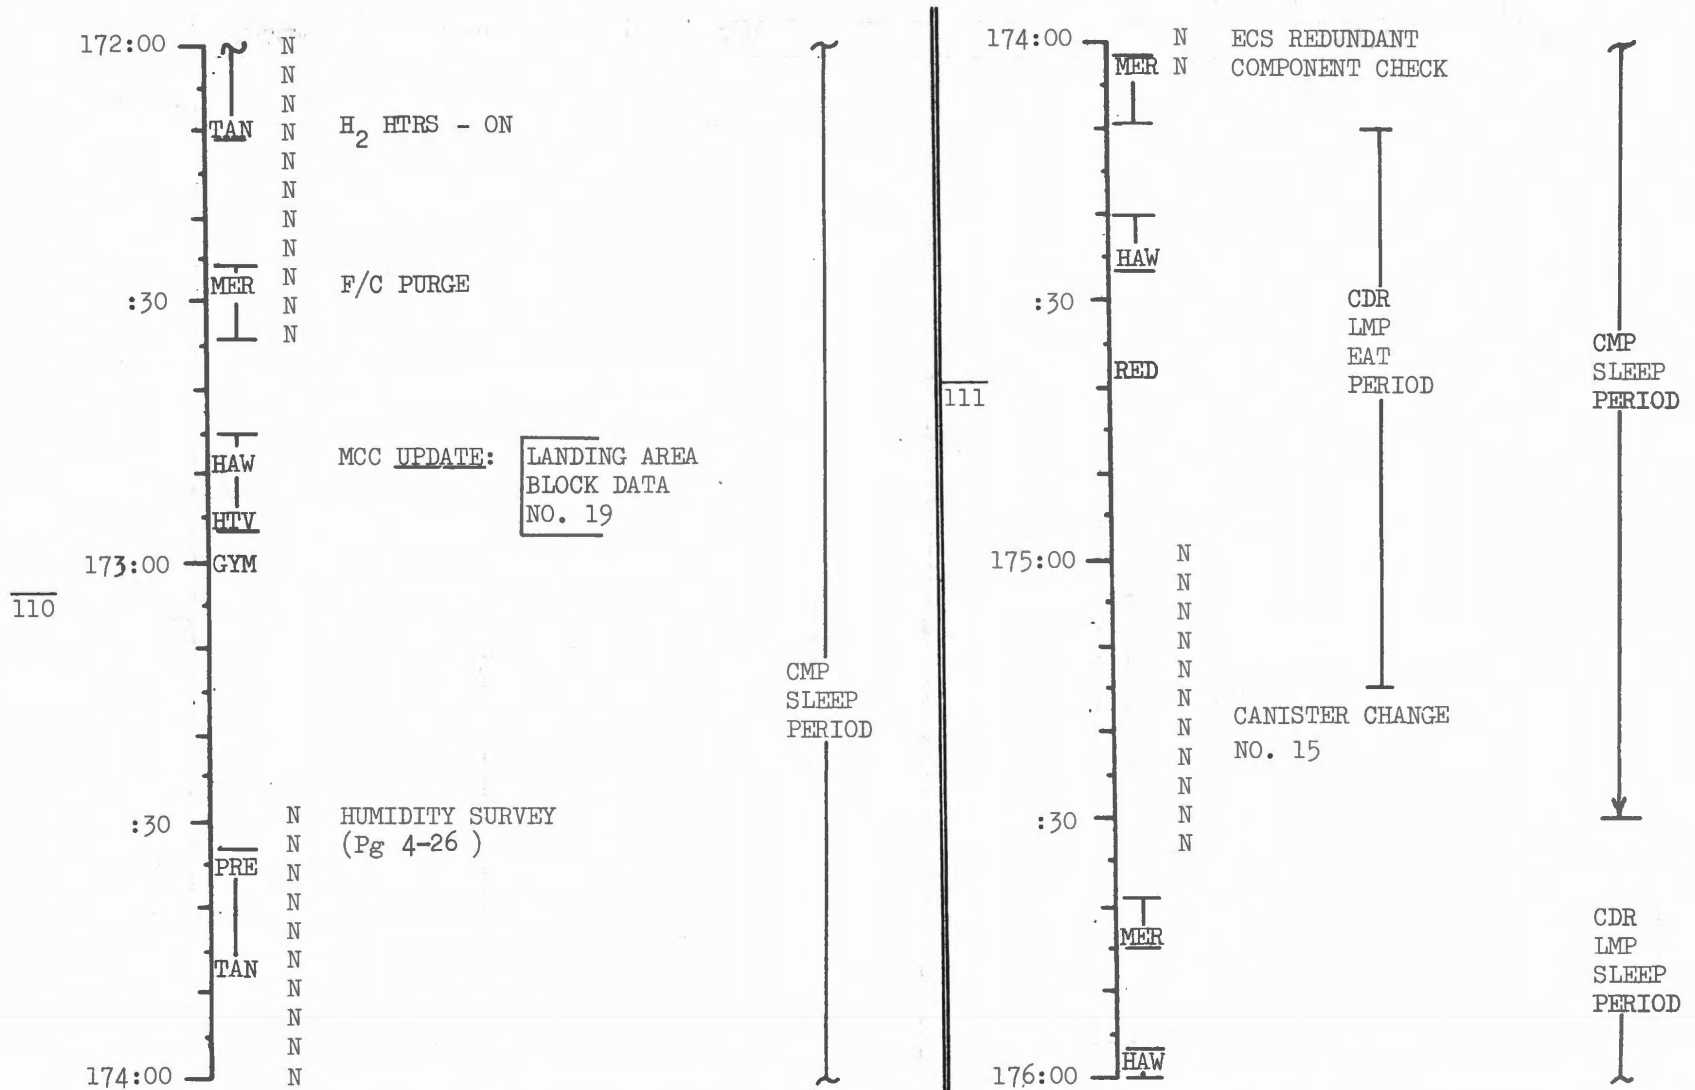 172:00 N
N
N
TAN N H₂ HTRS - ON
N
N
N
N
MER N F/C PURGE
:30 N
N
HAW MCC UPDATE: LANDING AREA
BLOCK DATA
HTV NO. 19
173:00 GYM
110
CMP
SLEEP
PERIOD
:30 N HUMIDITY SURVEY
N (Pg 4-26 )
PRE N
N
N
TAN N
N
N
N
174:00 N
174:00 N ECS REDUNDANT
MER N COMPONENT CHECK
HAW
:30 CDR
LMP
EAT
PERIOD
RED
CMP
SLEEP
PERIOD
111
175:00 N
N
N
N
N
N CANISTER CHANGE
N NO. 15
N
N
:30 N
N
MER
CDR
LMP
SLEEP
PERIOD
HAW
176:00